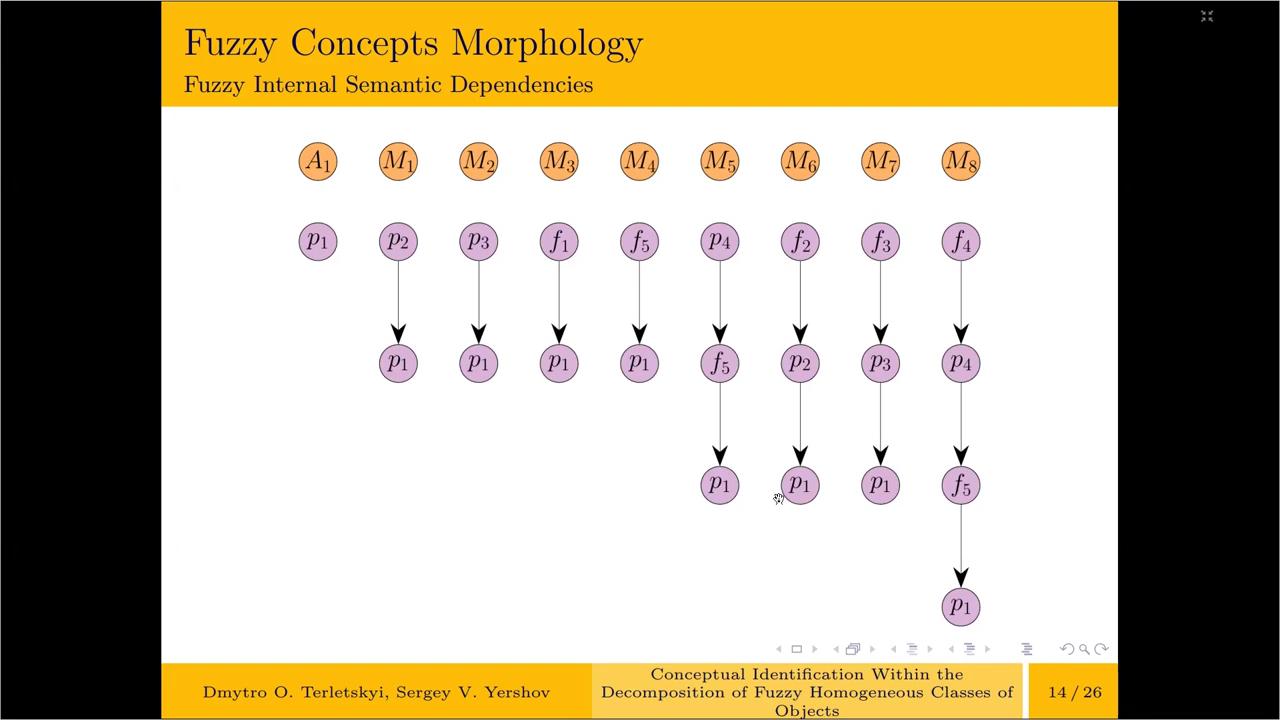 Fuzzy Concepts Morphology
Fuzzy Internal Semantic Dependencies
A₁ M₁ M₂ M₃ M₄ M₅ M₆ M₇ M₈
p₁ p₂ p₃ f₁ f₅ p₄ f₂ f₃ f₄
p₁ p₁ p₁ p₁ f₅ p₂ p₃ p₄
p₁ p₁ p₁ f₅
p₁
Dmytro O. Terletskyi, Sergey V. Yershov
Conceptual Identification Within the
Decomposition of Fuzzy Homogeneous Classes of
Objects
14 / 26